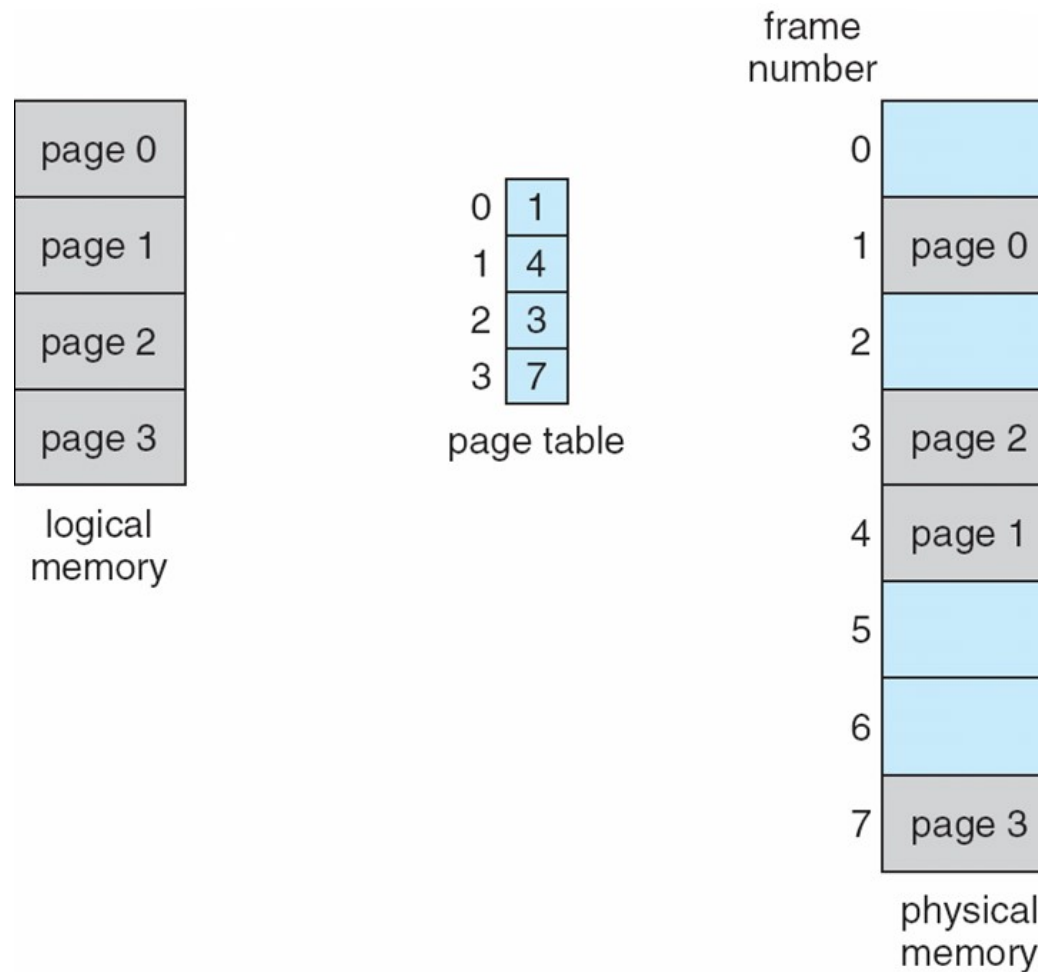 page 0
page 1
page 2
page 3
logical
memory
0 1
1 4
2 3
3 7
page table
frame
number
0
1 page 0
2
3 page 2
4 page 1
5
6
7 page 3
physical
memory